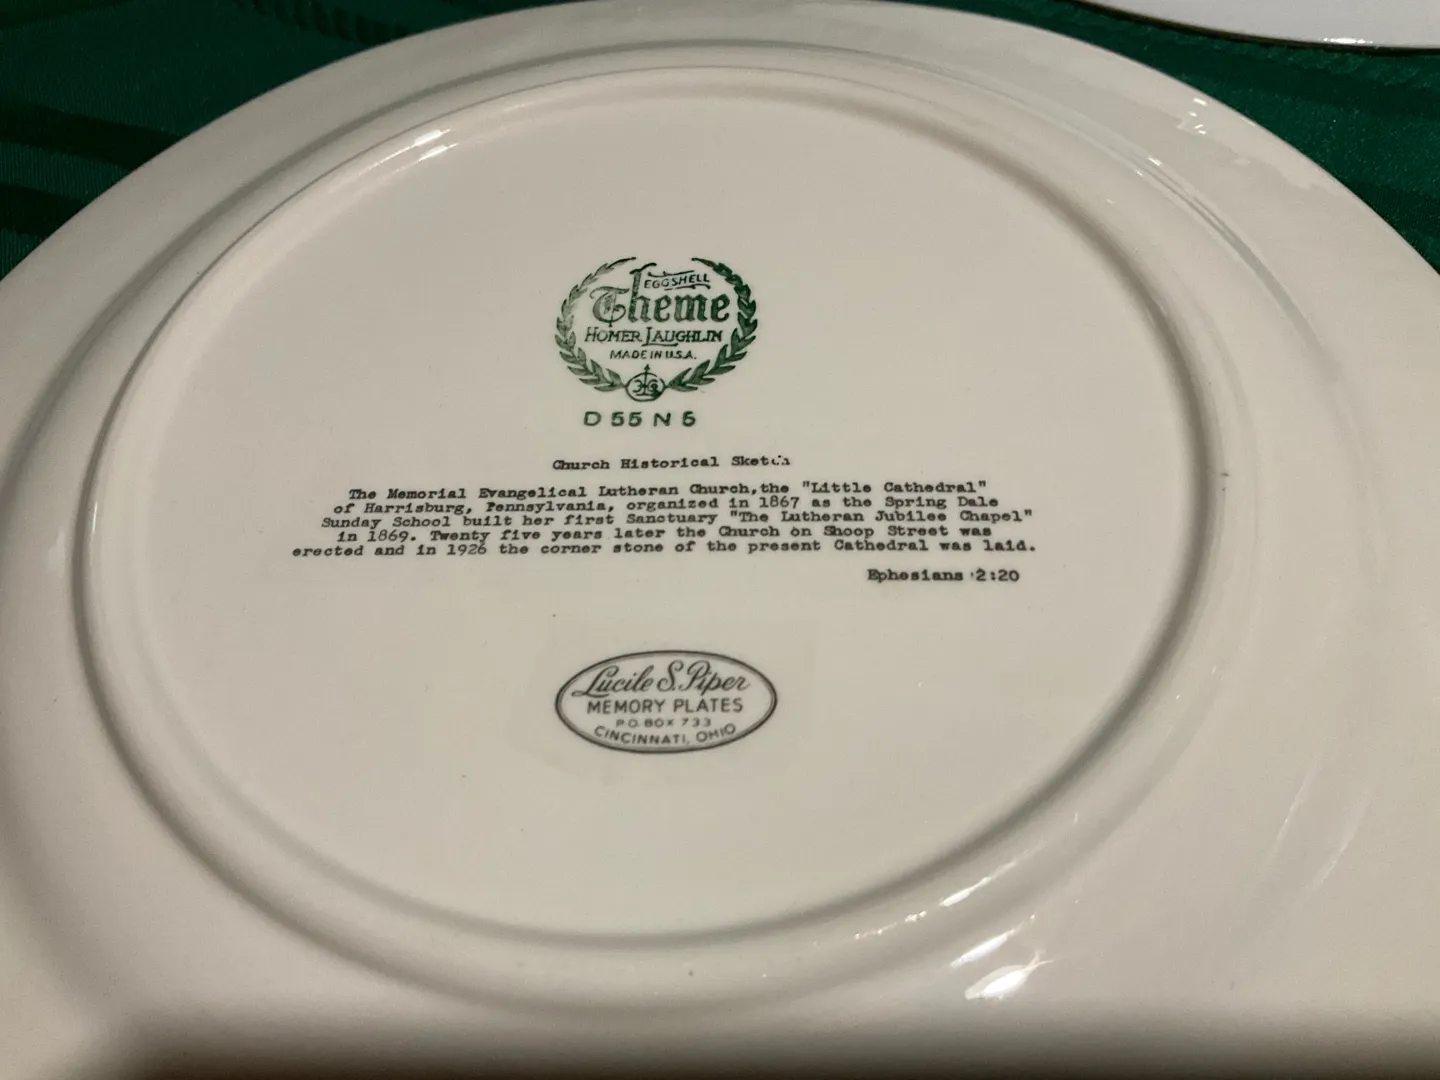 EGGSHELL
Theme
HOMER LAUGHLIN
MADE IN U.S.A.
D 55 N 5
Church Historical Sketch
The Memorial Evangelical Lutheran Church,the "Little Cathedral"
of Harrisburg, Pennsylvania, organized in 1867 as the Spring Dale
Sunday School built her first Sanctuary "The Lutheran Jubilee Chapel"
in 1869. Twenty five years later the Church on Shoop Street was
erected and in 1926 the corner stone of the present Cathedral was laid.
Ephesians 2:20
Lucile S. Piper
MEMORY PLATES
P.O. BOX 733
CINCINNATI, OHIO